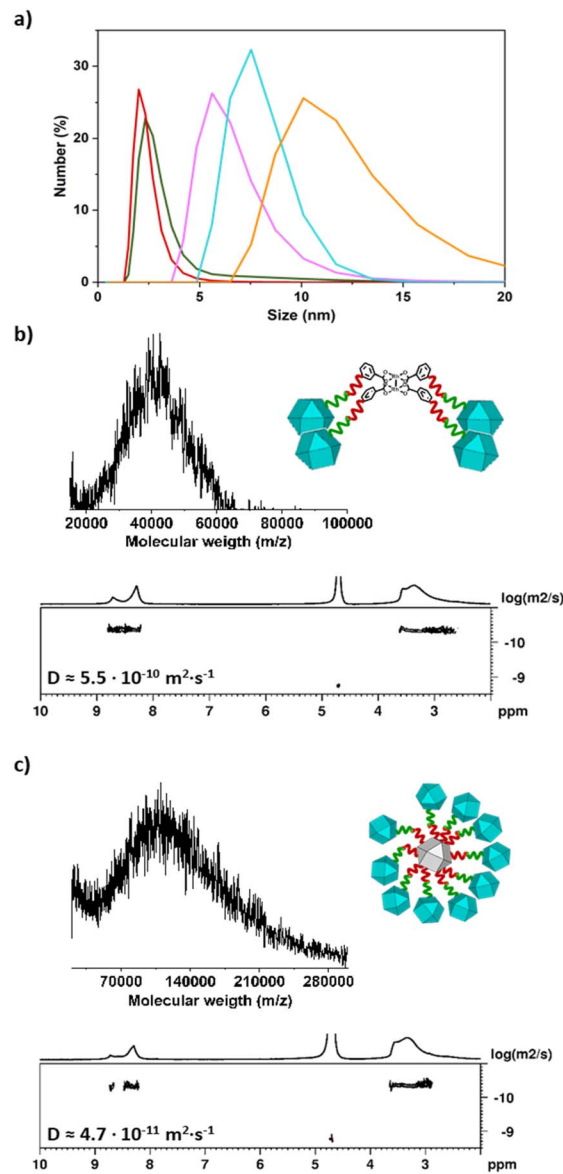 a)
30
20
10
0
Number (%)
0 5 10 15 20
Size (nm)
b)
20000 40000 60000 80000 100000
Molecular weigth (m/z)
log(m2/s)
-10
-9
D ≈ 5.5 · 10⁻¹⁰ m²·s⁻¹
10 9 8 7 6 5 4 3 ppm
c)
70000 140000 210000 280000
Molecular weigth (m/z)
log(m2/s)
-10
-9
D ≈ 4.7 · 10⁻¹¹ m²·s⁻¹
10 9 8 7 6 5 4 3 ppm